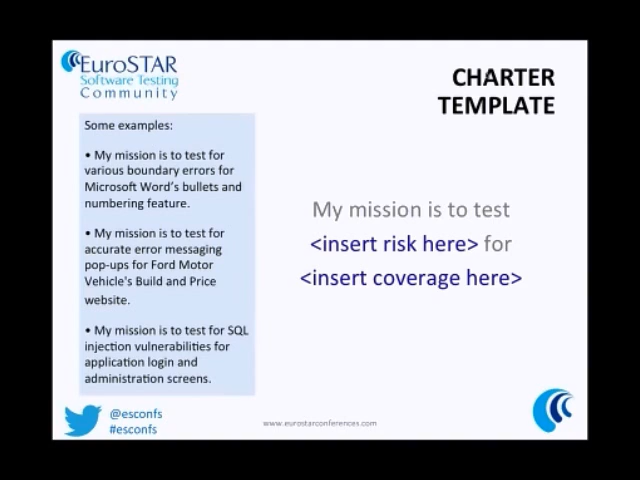 EuroSTAR
Software Testing
Community
CHARTER
TEMPLATE
Some examples:
• My mission is to test for
various boundary errors for
Microsoft Word's bullets and
numbering feature.
• My mission is to test for
accurate error messaging
pop-ups for Ford Motor
Vehicle's Build and Price
website.
• My mission is to test for SQL
injection vulnerabilities for
application login and
administration screens.
My mission is to test
<insert risk here> for
<insert coverage here>
@esconfs
#esconfs
www.eurostarconferences.com